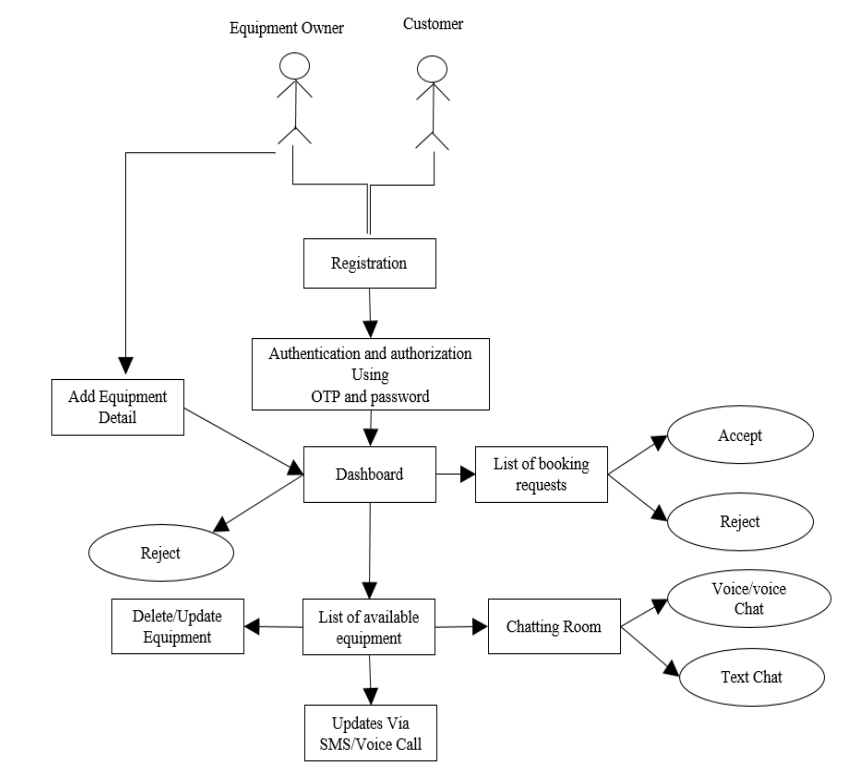 Equipment Owner
Customer
Registration
Authentication and authorization
Using
OTP and password
Add Equipment
Detail
Dashboard
List of booking
requests
Accept
Reject
Reject
Delete/Update
Equipment
List of available
equipment
Chatting Room
Voice/voice
Chat
Text Chat
Updates Via
SMS/Voice Call